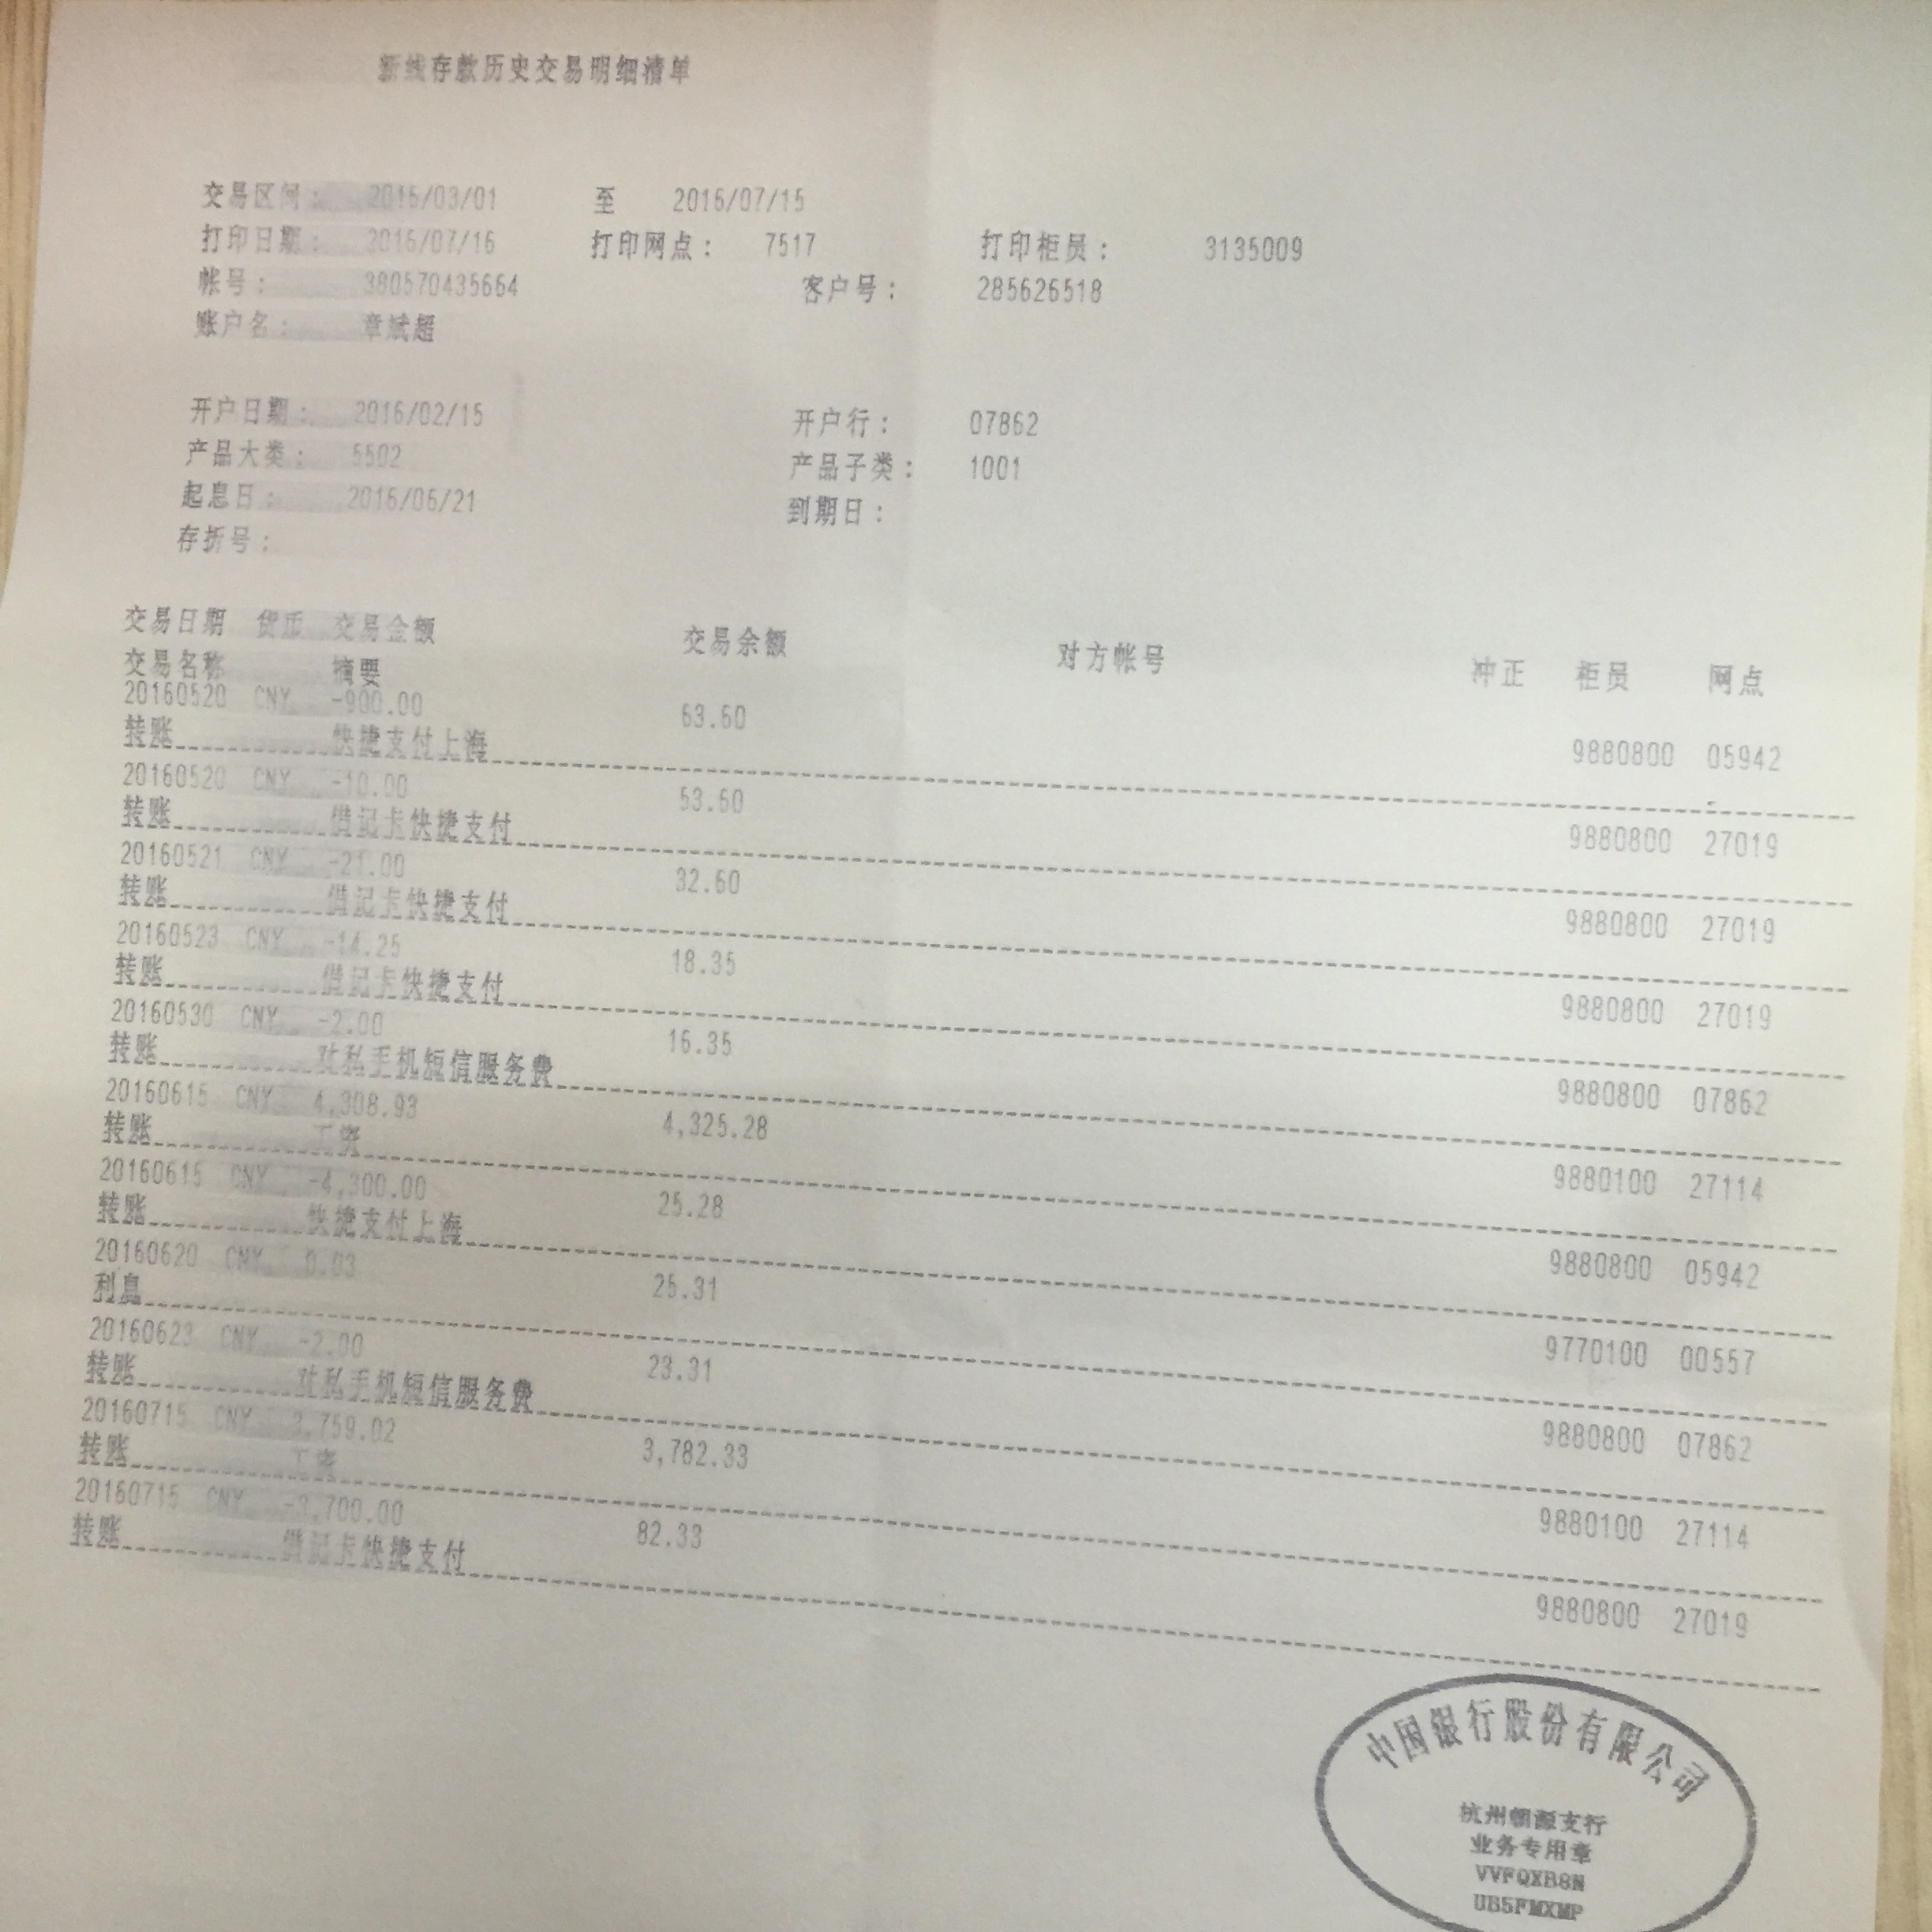 新线存款历史交易明细清单
交易区间： 2016/03/01 至 2016/07/15
打印日期： 2016/07/16 打印网点： 7517 打印柜员： 3135009
帐号： 380570435664 客户号： 285626518
账户名： 章斌超
开户日期： 2016/02/15 开户行： 07862
产品大类： 5502 产品子类： 1001
起息日： 2016/06/21 到期日：
存折号：
交易日期 货币 交易金额 交易余额 对方帐号 冲正 柜员 网点
交易名称 摘要
20160520 CNY -900.00 63.60 9880800 05942
转账 快捷支付上海
20160520 CNY -10.00 53.60 9880800 27019
转账 借记卡快捷支付
20160521 CNY -21.00 32.60 9880800 27019
转账 借记卡快捷支付
20160523 CNY -14.25 18.35 9880800 27019
转账 借记卡快捷支付
20160530 CNY -2.00 16.35 9880800 07862
转账 对私手机短信服务费
20160615 CNY 4,308.93 4,325.28 9880100 27114
转账 工资
20160615 CNY -4,300.00 25.28 9880800 05942
转账 快捷支付上海
20160620 CNY 0.03 25.31 9770100 00557
利息
20160623 CNY -2.00 23.31 9880800 07862
转账 对私手机短信服务费
20160715 CNY 3,759.02 3,782.33 9880100 27114
转账 工资
20160715 CNY -3,700.00 82.33 9880800 27019
转账 借记卡快捷支付
中国银行股份有限公司
杭州朝源支行
业务专用章
VVFQXB8N
UB5FMXMP